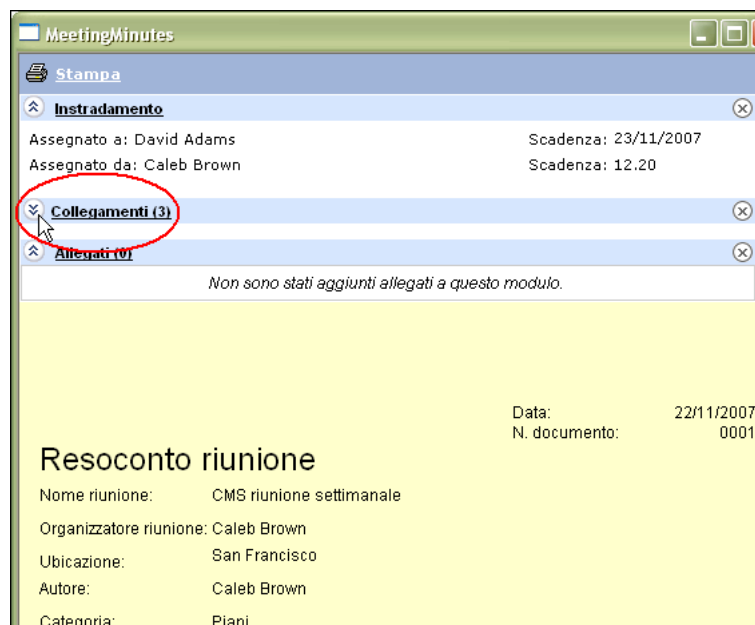 MeetingMinutes
Stampa
Instradamento
Assegnato a: David Adams Scadenza: 23/11/2007
Assegnato da: Caleb Brown Scadenza: 12.20
Collegamenti (3)
Allegati (0)
Non sono stati aggiunti allegati a questo modulo.
Data: 22/11/2007
N. documento: 0001
Resoconto riunione
Nome riunione: CMS riunione settimanale
Organizzatore riunione: Caleb Brown
Ubicazione: San Francisco
Autore: Caleb Brown
Categoria: Piani